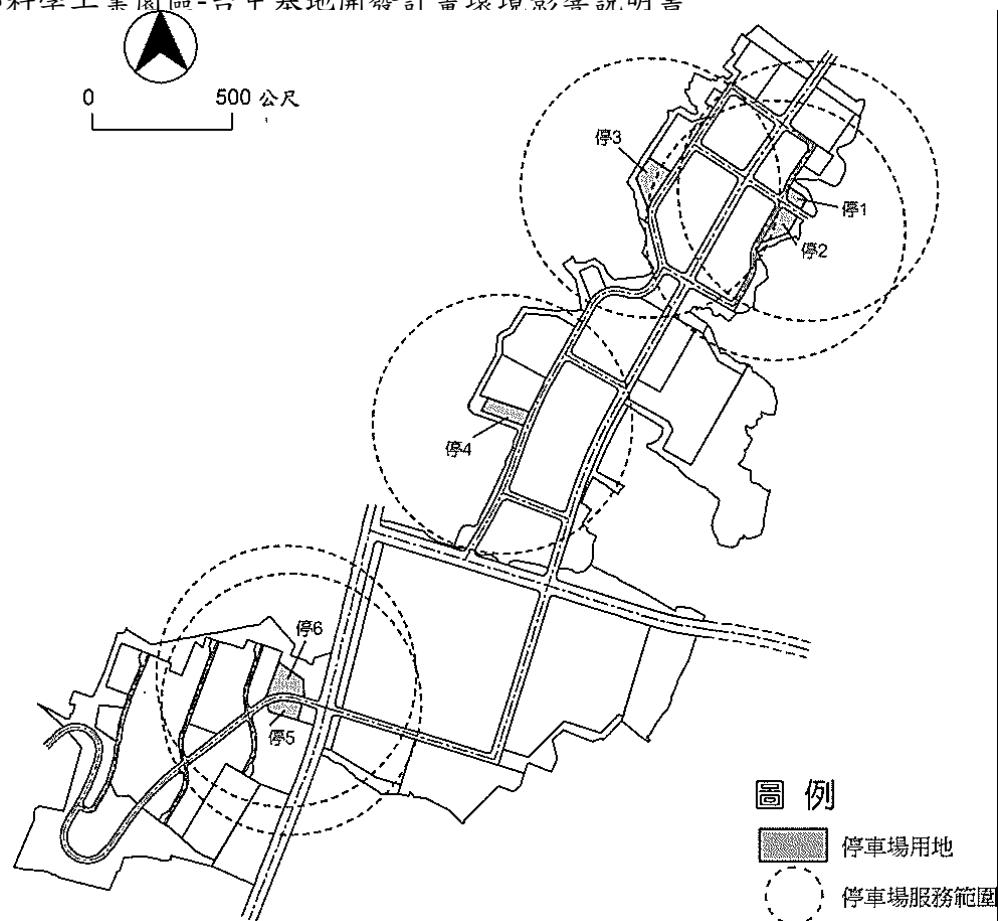 科學工業園區-台中基地開發計畫環境影響說明書
0 500 公尺
停3
停1
停2
停4
停6
停5
圖 例
停車場用地
停車場服務範圍